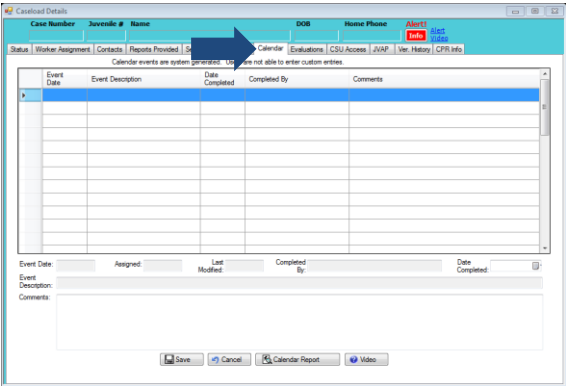 Caseload Details
Case Number Juvenile # Name DOB Home Phone Alert!
Info Alert Video
Status Worker Assignment Contacts Reports Provided Calendar Evaluations CSU Access JVAP Ver. History CPR Info
Calendar events are system generated. are not able to enter custom entries.
Event Date Event Description Date Completed Completed By Comments
Event Date: Assigned: Last Modified: Completed By: Date Completed:
Event Description:
Comments:
Save Cancel Calendar Report Video